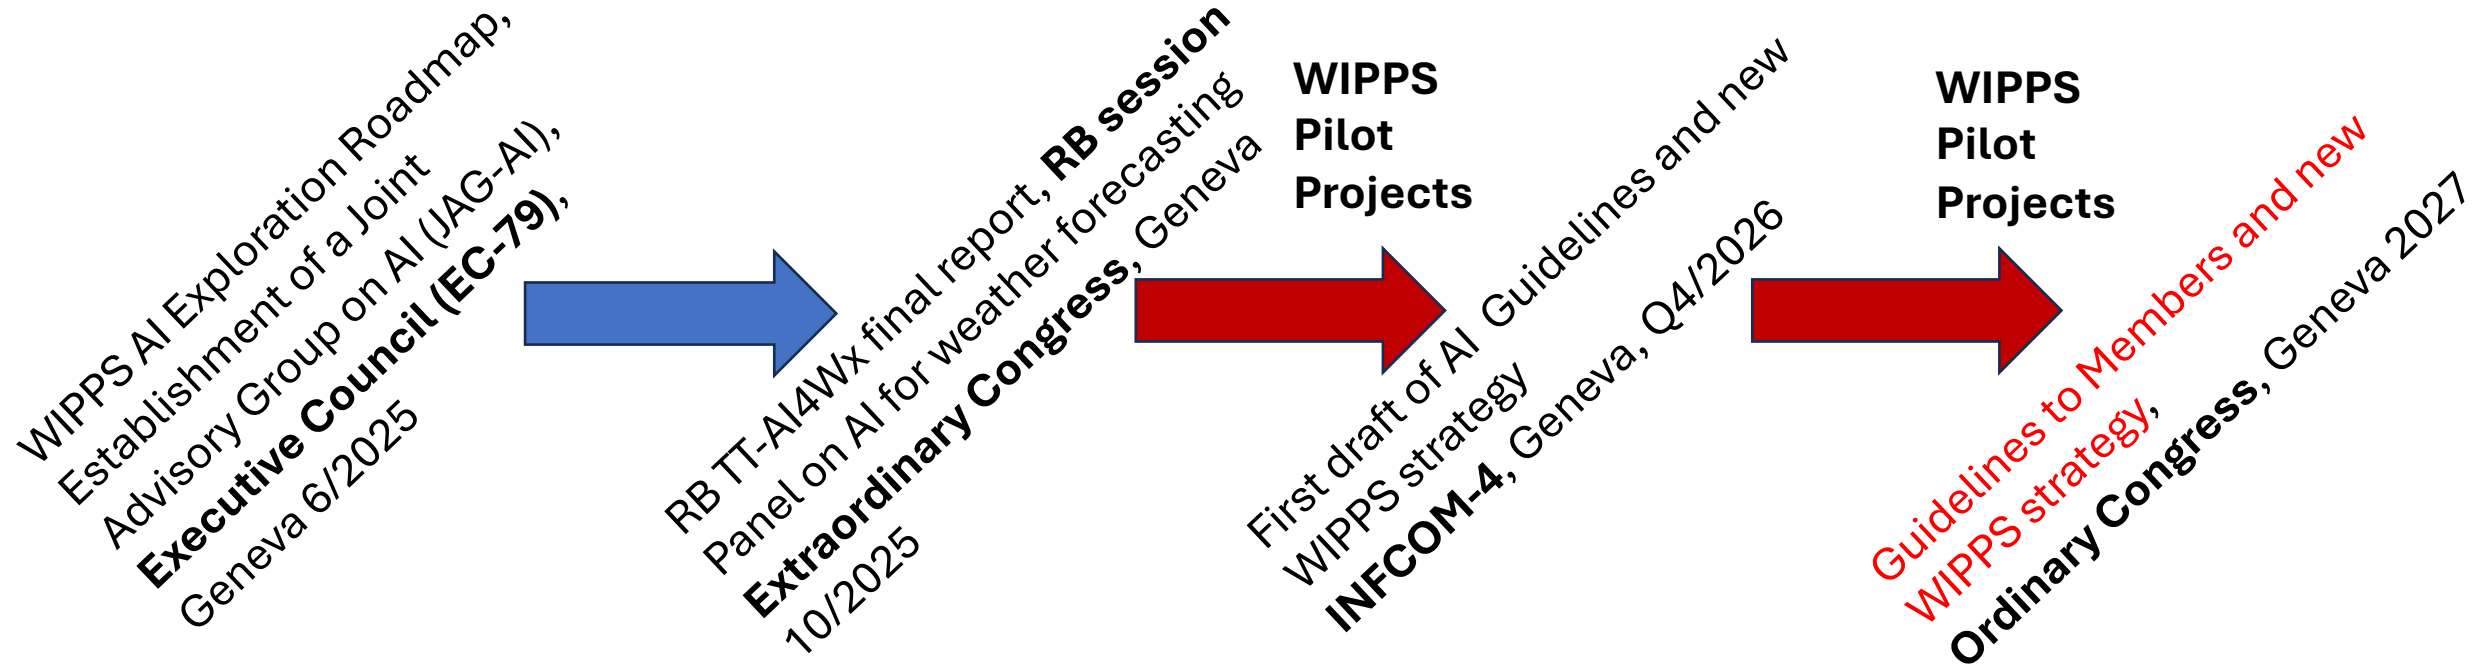 WIPPS AI Exploration Roadmap,
Establishment of a Joint
Advisory Group on AI (JAG-AI),
Executive Council (EC-79),
Geneva 6/2025
RB TT-AI4Wx final report, RB session
Panel on AI for weather forecasting
Extraordinary Congress, Geneva
10/2025
WIPPS
Pilot
Projects
First draft of AI Guidelines and new
WIPPS strategy
INFCOM-4, Geneva, Q4/2026
WIPPS
Pilot
Projects
Guidelines to Members and new
WIPPS strategy,
Ordinary Congress, Geneva 2027